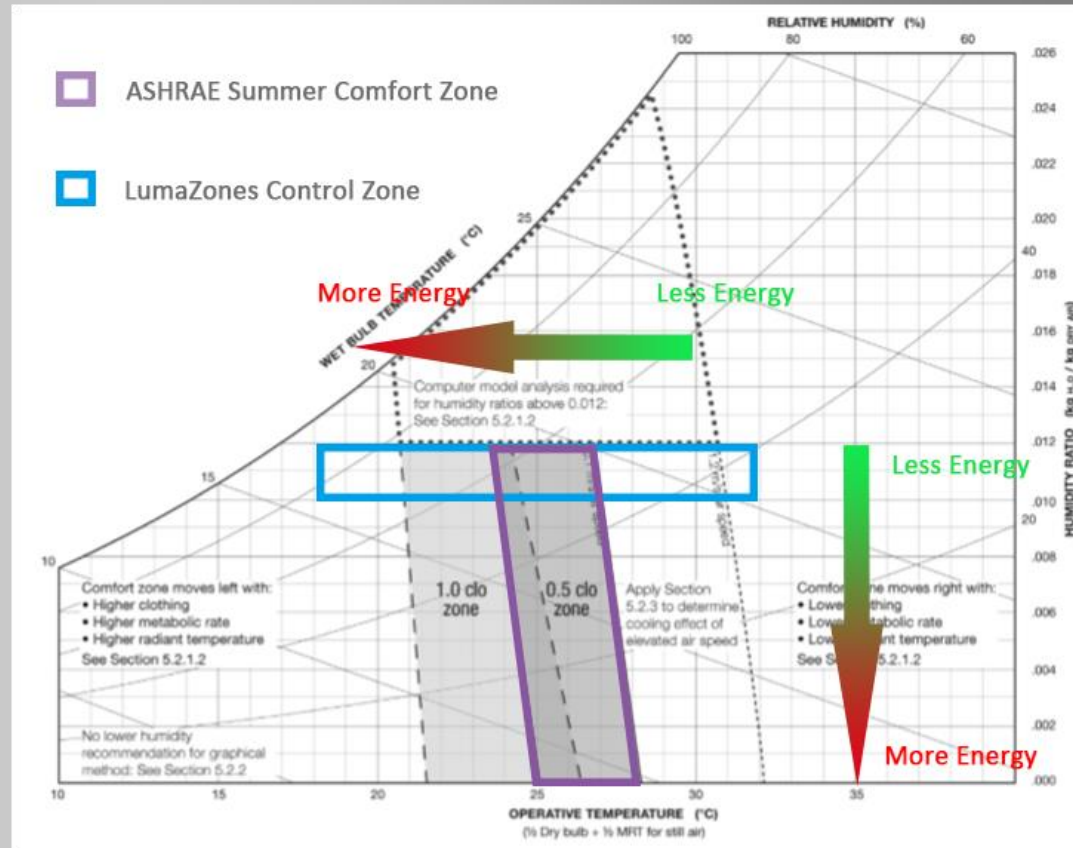 RELATIVE HUMIDITY (%)
100
80
60
.026
ASHRAE Summer Comfort Zone
.024
.022
LumaZones Control Zone
25
.020
40
WET BULB TEMPERATURE (°C)
.018
More Energy
Less Energy
.016
20
.014
Computer model analysis required
for humidity ratios above 0.012:
See Section 5.2.1.2
HUMIDITY RATIO
.012
Less Energy
15
.010
20
10
.008
Comfort zone moves left with:
• Higher clothing
• Higher metabolic rate
• Higher radiant temperature
See Section 5.2.1.2
1.0 clo
zone
0.5 clo
zone
Apply Section
5.2.3 to determine
cooling effect of
elevated air speed
moves right with:
.006
.004
.002
No lower humidity
recommendation for graphical
method: See Section 5.2.2
More Energy
.000
10
15
20
25
30
35
OPERATIVE TEMPERATURE (°C)
(½ Dry bulb + ½ MRT for still air)